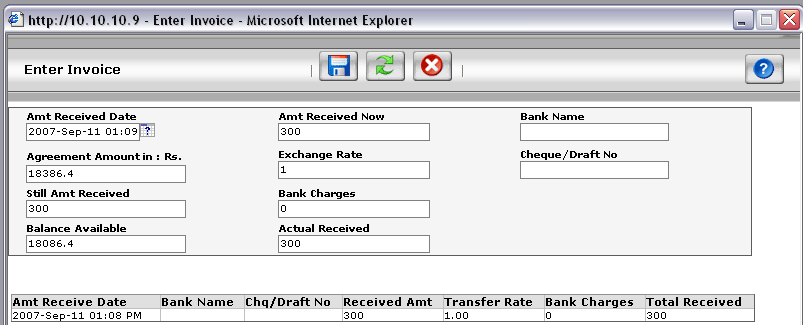 http://10.10.10.9 - Enter Invoice - Microsoft Internet Explorer
Enter Invoice
Amt Received Date Amt Received Now Bank Name
2007-Sep-11 01:09 300
Agreement Amount in : Rs. Exchange Rate Cheque/Draft No
18386.4 1
Still Amt Received Bank Charges
300 0
Balance Available Actual Received
18086.4 300
Amt Receive Date Bank Name Chq/Draft No Received Amt Transfer Rate Bank Charges Total Received
2007-Sep-11 01:08 PM 300 1.00 0 300